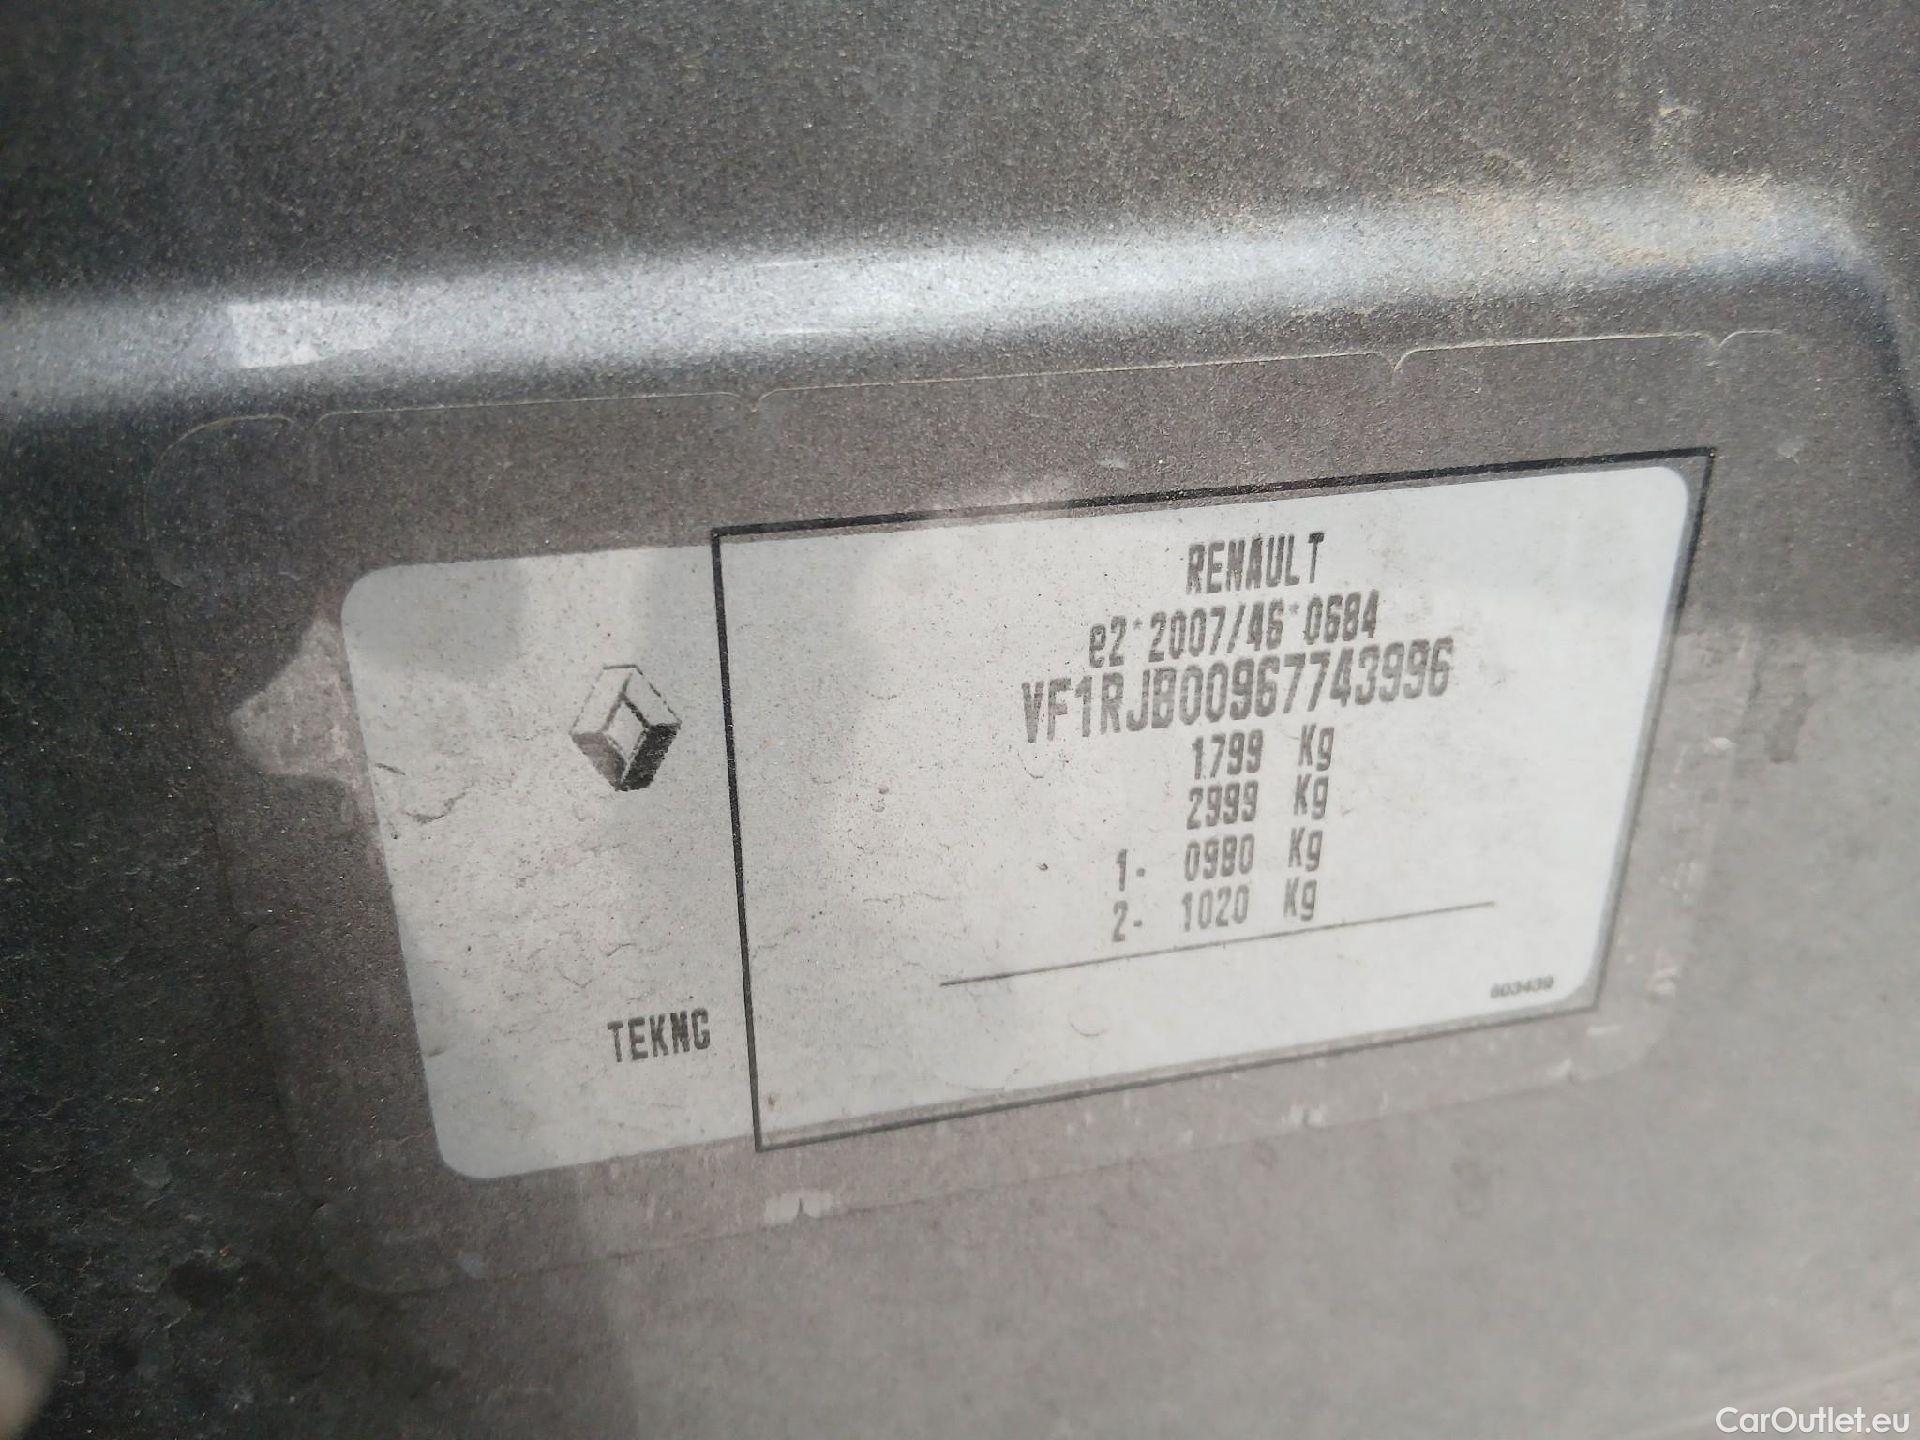 RENAULT
e2*2007/46*0684
VF1RJB00967743996
1799 Kg
2999 Kg
1- 0980 Kg
2- 1020 Kg
603439
TEKNG
CarOutlet.eu